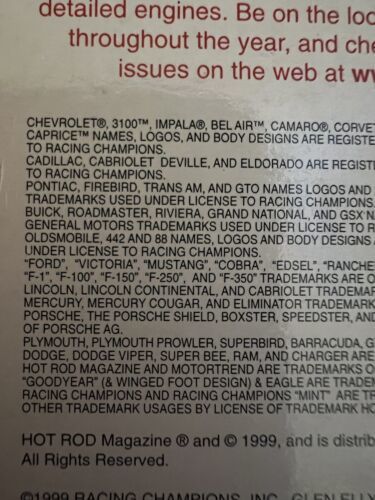 detailed engines. Be on the loo
throughout the year, and che
issues on the web at ww
CHEVROLET®, 3100™, IMPALA®, BEL AIR™, CAMARO®, CORVET
CAPRICE™ NAMES, LOGOS, AND BODY DESIGNS ARE REGISTE
TO RACING CHAMPIONS.
CADILLAC, CABRIOLET DEVILLE, AND ELDORADO ARE REGIST
TO RACING CHAMPIONS.
PONTIAC, FIREBIRD, TRANS AM, AND GTO NAMES LOGOS AND
TRADEMARKS USED UNDER LICENSE TO RACING CHAMPIONS.
BUICK, ROADMASTER, RIVIERA, GRAND NATIONAL, AND GSX N
GENERAL MOTORS TRADEMARKS USED UNDER LICENSE TO R
OLDSMOBILE, 442 AND 88 NAMES, LOGOS AND BODY DESIGNS A
UNDER LICENSE TO RACING CHAMPIONS.
"FORD", "VICTORIA", "MUSTANG", "COBRA", "EDSEL", "RANCHE
"F-1", "F-100", "F-150", "F-250", AND "F-350" TRADEMARKS ARE O
LINCOLN, LINCOLN CONTINENTAL, AND CABRIOLET TRADEMAR
MERCURY, MERCURY COUGAR, AND ELIMINATOR TRADEMARK
PORSCHE, THE PORSCHE SHIELD, BOXSTER, SPEEDSTER, AND
OF PORSCHE AG.
PLYMOUTH, PLYMOUTH PROWLER, SUPERBIRD, BARRACUDA, G
DODGE, DODGE VIPER, SUPER BEE, RAM, AND CHARGER ARE
HOT ROD MAGAZINE AND MOTORTREND ARE TRADEMARKS O
"GOODYEAR" (& WINGED FOOT DESIGN) & EAGLE ARE TRADEM
RACING CHAMPIONS AND RACING CHAMPIONS "MINT" ARE TR
OTHER TRADEMARK USAGES BY LICENSE OF TRADEMARK HO
HOT ROD Magazine ® and © 1999, and is distrib
All Rights Reserved.
©1999 RACING CHAMPIONS, INC., GLEN ELLY